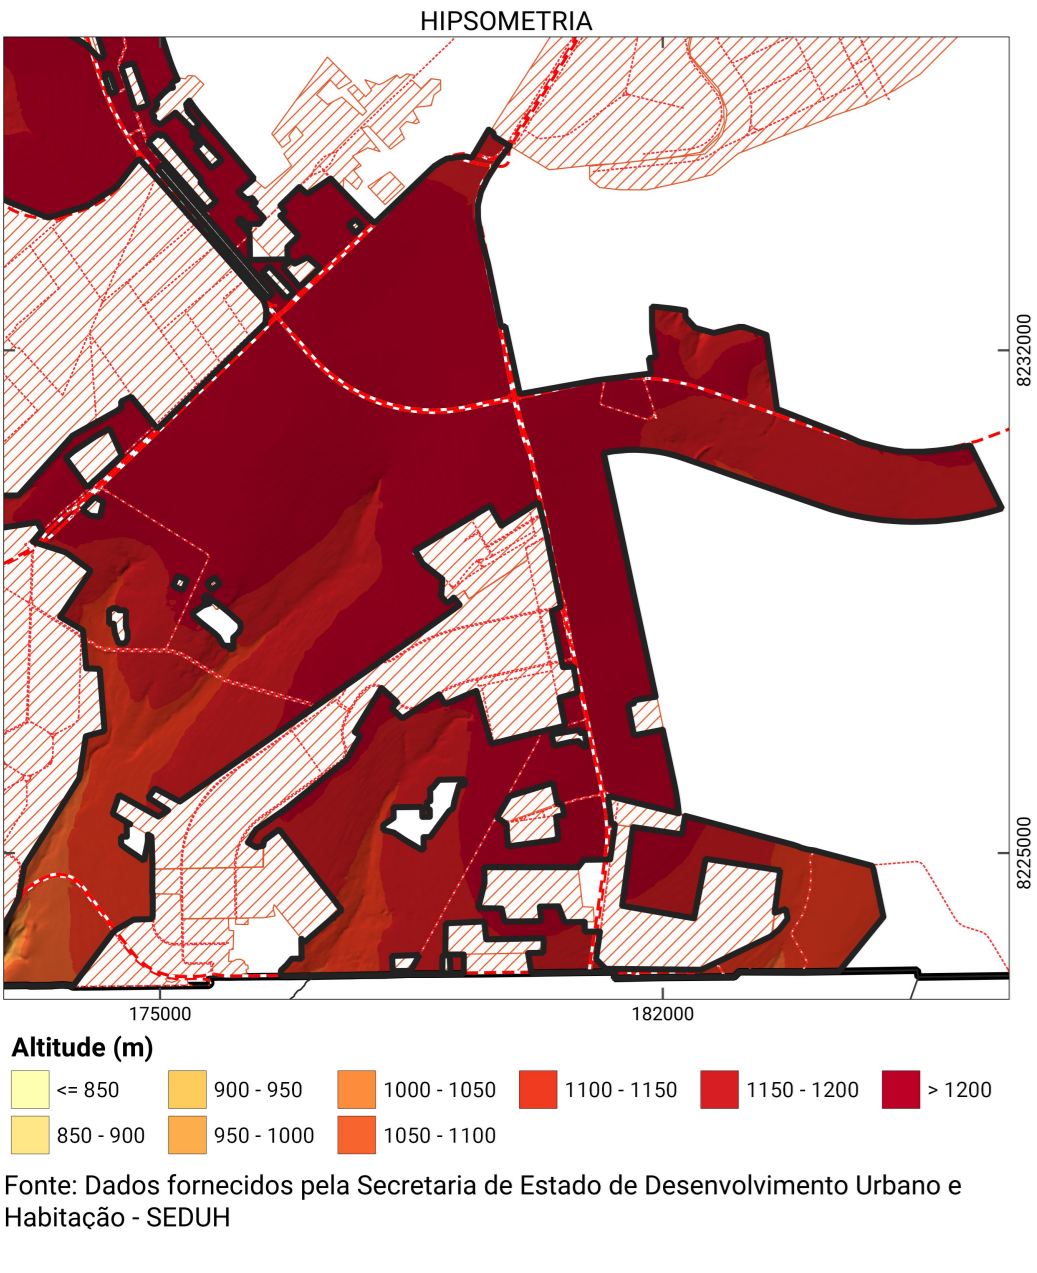 HIPSOMETRIA
8232000
8225000
175000
182000
Altitude (m)
<= 850
900 - 950
1000 - 1050
1100 - 1150
1150 - 1200
> 1200
850 - 900
950 - 1000
1050 - 1100
Fonte: Dados fornecidos pela Secretaria de Estado de Desenvolvimento Urbano e
Habitação - SEDUH